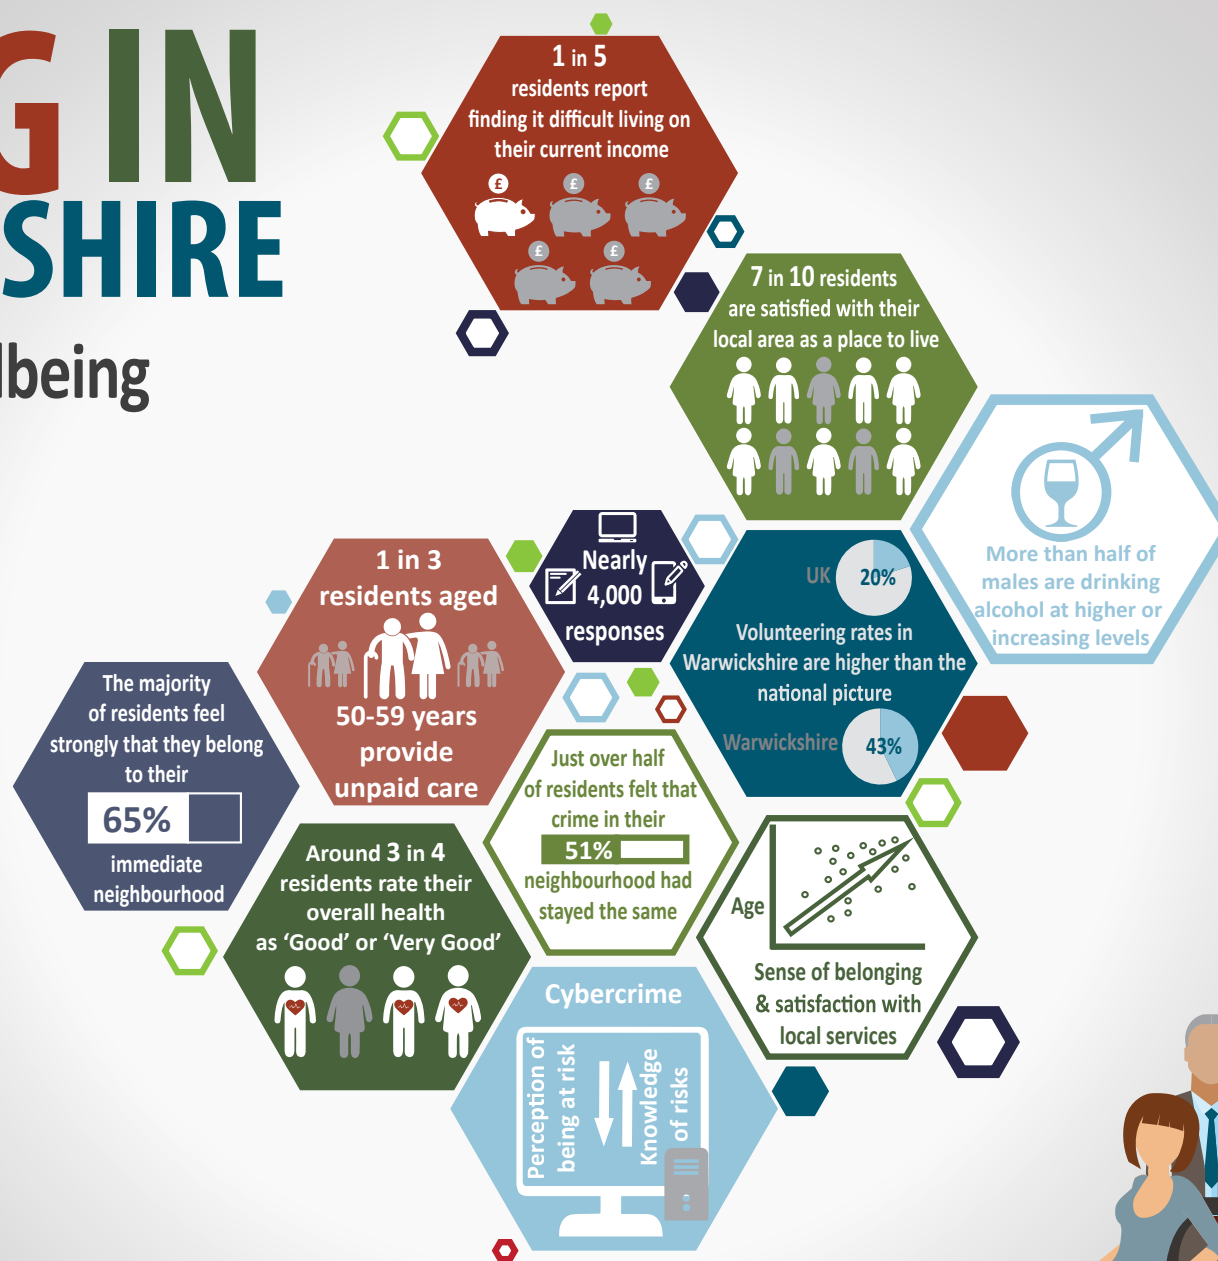 G IN
SHIRE
lbeing
1 in 5
residents report
finding it difficult living on
their current income
£ £ £
£ £
7 in 10 residents
are satisfied with their
local area as a place to live
More than half of
males are drinking
alcohol at higher or
increasing levels
Nearly
4,000
responses
UK 20%
Volunteering rates in
Warwickshire are higher than the
national picture
Warwickshire 43%
1 in 3
residents aged
50-59 years
provide
unpaid care
The majority
of residents feel
strongly that they belong
to their
65%
immediate
neighbourhood
Just over half
of residents felt that
crime in their
51%
neighbourhood had
stayed the same
Around 3 in 4
residents rate their
overall health
as ‘Good’ or ‘Very Good’
Age
Sense of belonging
& satisfaction with
local services
Cybercrime
Perception of
being at risk
Knowledge
of risks